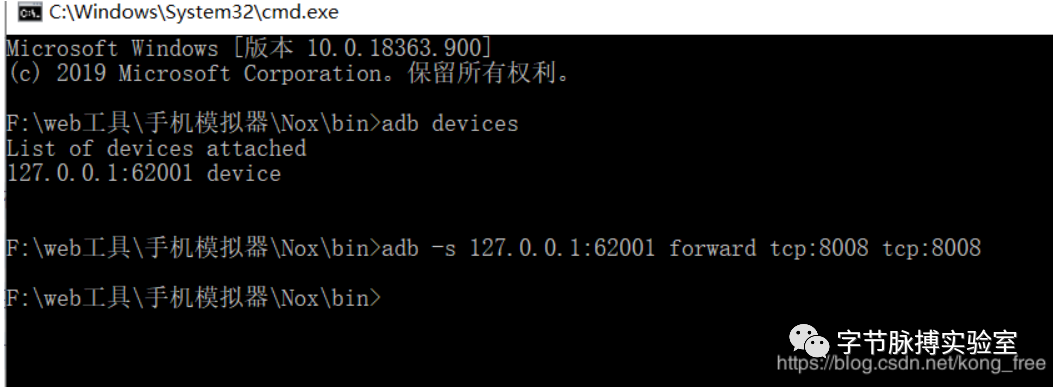 C:\Windows\System32\cmd.exe
Microsoft Windows [版本 10.0.18363.900]
(c) 2019 Microsoft Corporation。保留所有权利。
F:\web工具\手机模拟器\Nox\bin>adb devices
List of devices attached
127.0.0.1:62001 device
F:\web工具\手机模拟器\Nox\bin>adb -s 127.0.0.1:62001 forward tcp:8008 tcp:8008
F:\web工具\手机模拟器\Nox\bin>
字节脉搏实验室
https://blog.csdn.net/kong_free